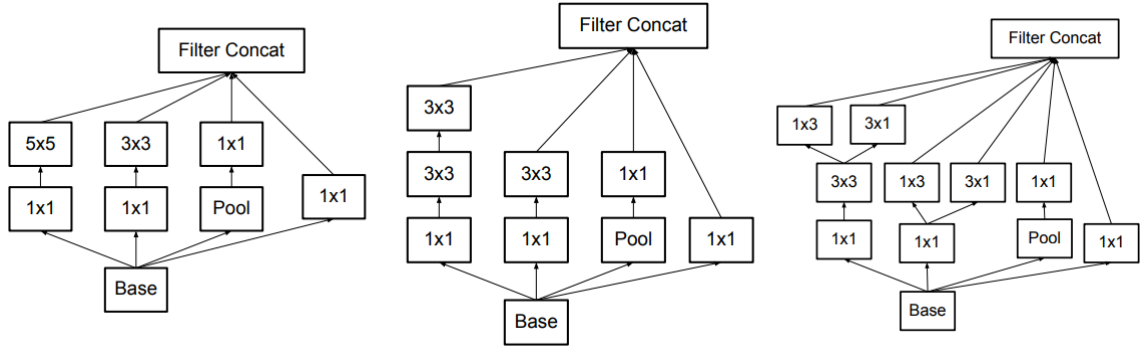 Filter Concat
5x5
3x3
1x1
1x1
1x1
Pool
1x1
Base
Filter Concat
3x3
3x3
3x3
1x1
1x1
1x1
Pool
1x1
Base
Filter Concat
1x3
3x1
3x3
1x3
3x1
1x1
1x1
1x1
Pool
1x1
Base